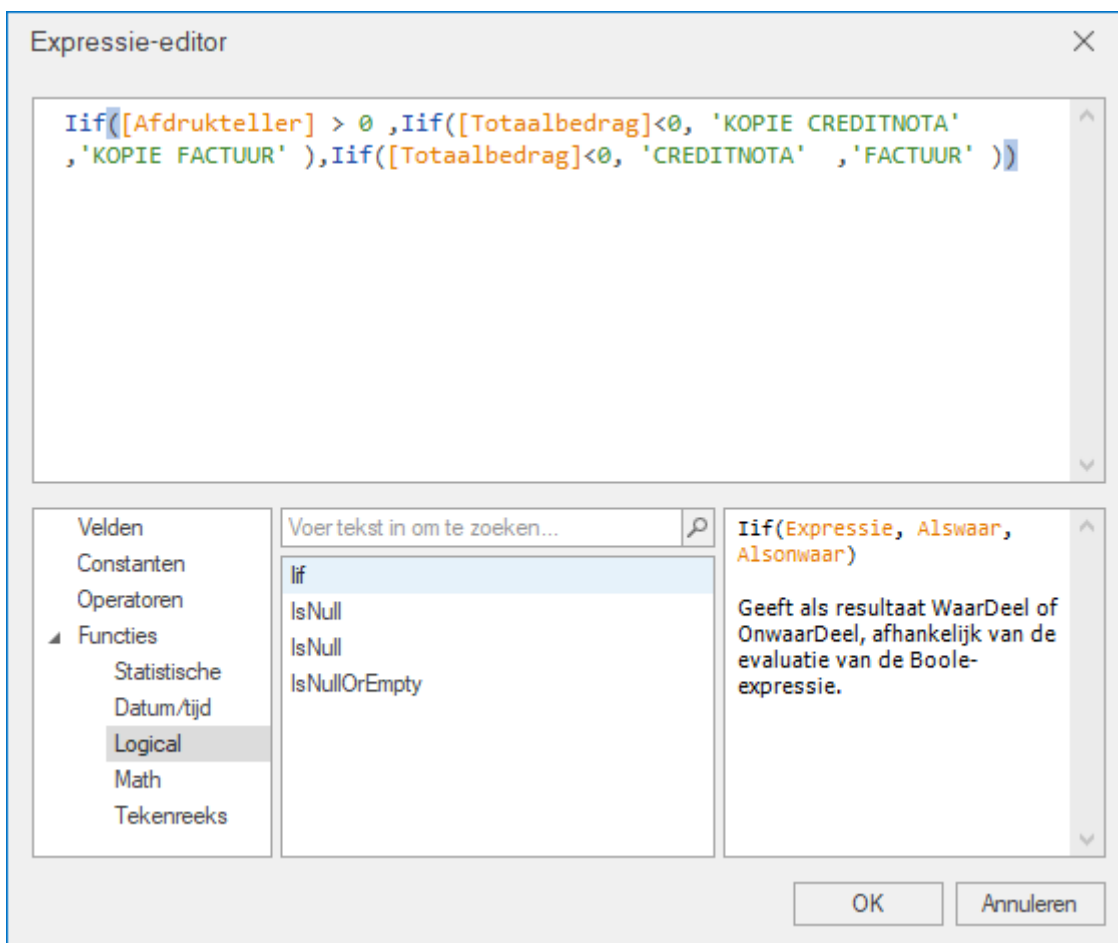 Expressie-editor
Iif([Afdrukteller] > 0 ,Iif([Totaalbedrag]<0, 'KOPIE CREDITNOTA'
,'KOPIE FACTUUR' ),Iif([Totaalbedrag]<0, 'CREDITNOTA'  ,'FACTUUR' ))
Velden
Constanten
Operatoren
Functies
Statistische
Datum/tijd
Logical
Math
Tekenreeks
Voer tekst in om te zoeken...
Iif
IsNull
IsNull
IsNullOrEmpty
Iif(Expressie, Alswaar,
Alsonwaar)
Geeft als resultaat WaarDeel of
OnwaarDeel, afhankelijk van de
evaluatie van de Boole-
expressie.
OK
Annuleren